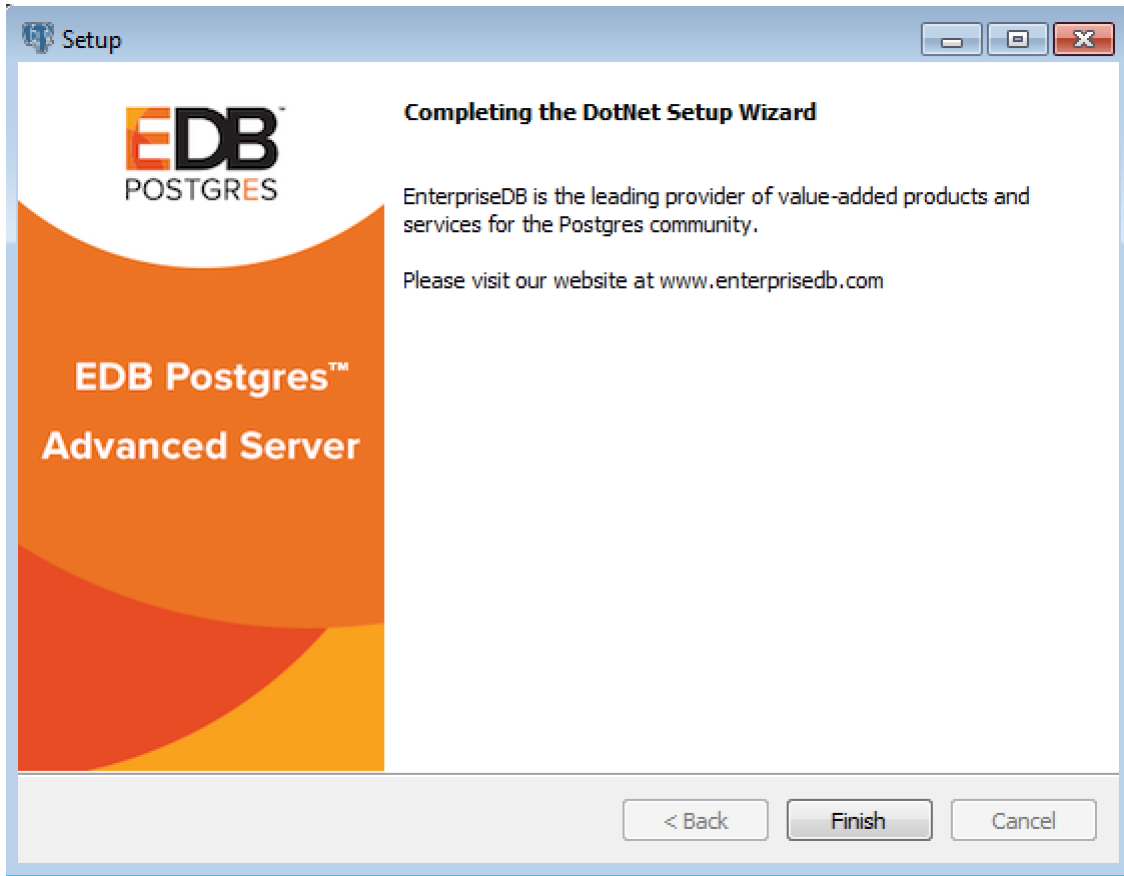 Setup
EDB™
POSTGRES
EDB Postgres™
Advanced Server
Completing the DotNet Setup Wizard
EnterpriseDB is the leading provider of value-added products and
services for the Postgres community.
Please visit our website at www.enterprisedb.com
< Back
Finish
Cancel